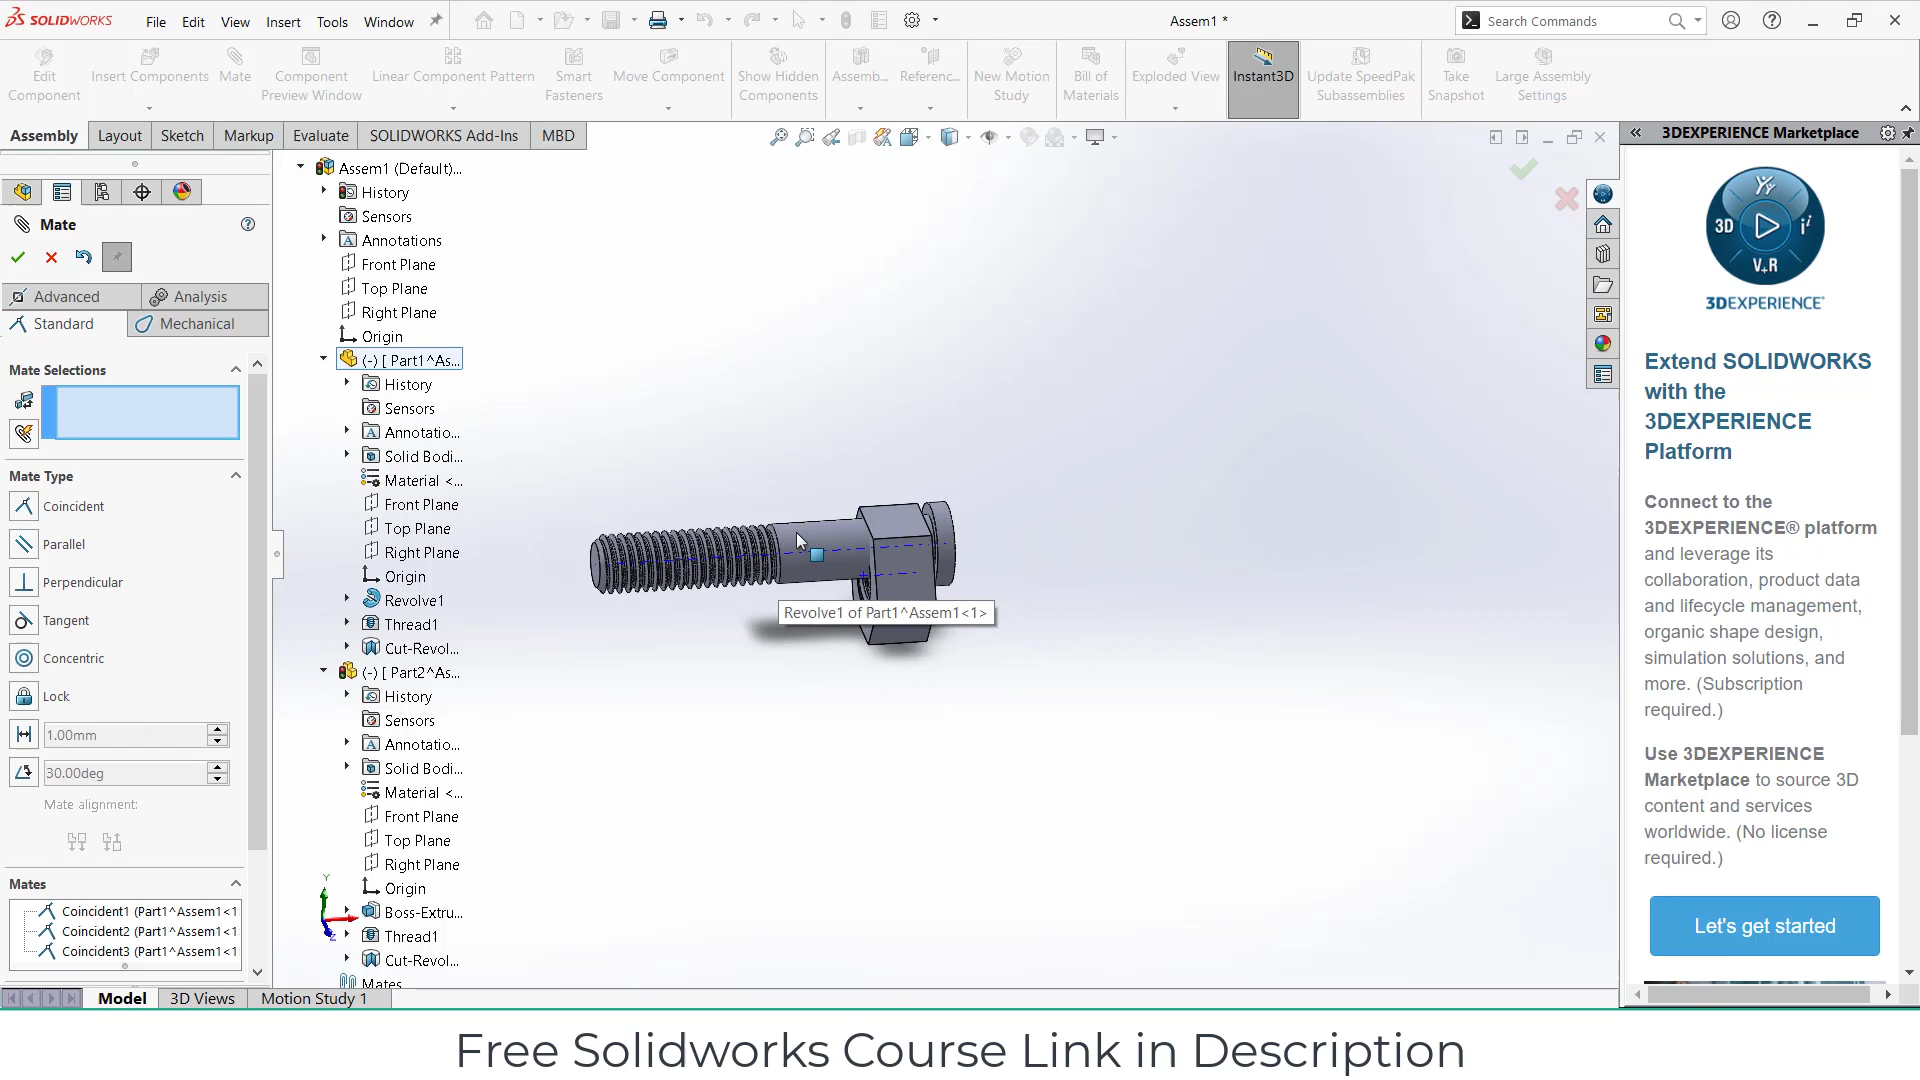 SOLIDWORKS File Edit View Insert Tools Window Assem1 * Search Commands
Edit Insert Components Mate Component Linear Component Pattern Smart Move Component Show Hidden Assemb... Referenc... New Motion Bill of Exploded View Instant3D Update SpeedPak Take Large Assembly
Component Preview Window Fasteners Components Study Materials Subassemblies Snapshot Settings
Assembly Layout Sketch Markup Evaluate SOLIDWORKS Add-Ins MBD
Mate
Advanced Analysis
Standard Mechanical
Mate Selections
Mate Type
Coincident
Parallel
Perpendicular
Tangent
Concentric
Lock
1.00mm
30.00deg
Mate alignment:
Mates
Coincident1 (Part1^Assem1<1
Coincident2 (Part1^Assem1<1
Coincident3 (Part1^Assem1<1
Assem1 (Default)...
History
Sensors
Annotations
Front Plane
Top Plane
Right Plane
Origin
(-) [ Part1^As...
History
Sensors
Annotatio...
Solid Bodi...
Material <...
Front Plane
Top Plane
Right Plane
Origin
Revolve1
Thread1
Cut-Revol...
(-) [ Part2^As...
History
Sensors
Annotatio...
Solid Bodi...
Material <...
Front Plane
Top Plane
Right Plane
Origin
Boss-Extru...
Thread1
Cut-Revol...
Mates
Y
Z
Revolve1 of Part1^Assem1<1>
3DEXPERIENCE Marketplace
3D
V+R
3DEXPERIENCE
Extend SOLIDWORKS
with the
3DEXPERIENCE
Platform
Connect to the
3DEXPERIENCE® platform
and leverage its
collaboration, product data
and lifecycle management,
organic shape design,
simulation solutions, and
more. (Subscription
required.)
Use 3DEXPERIENCE
Marketplace to source 3D
content and services
worldwide. (No license
required.)
Let's get started
Model 3D Views Motion Study 1
Free Solidworks Course Link in Description